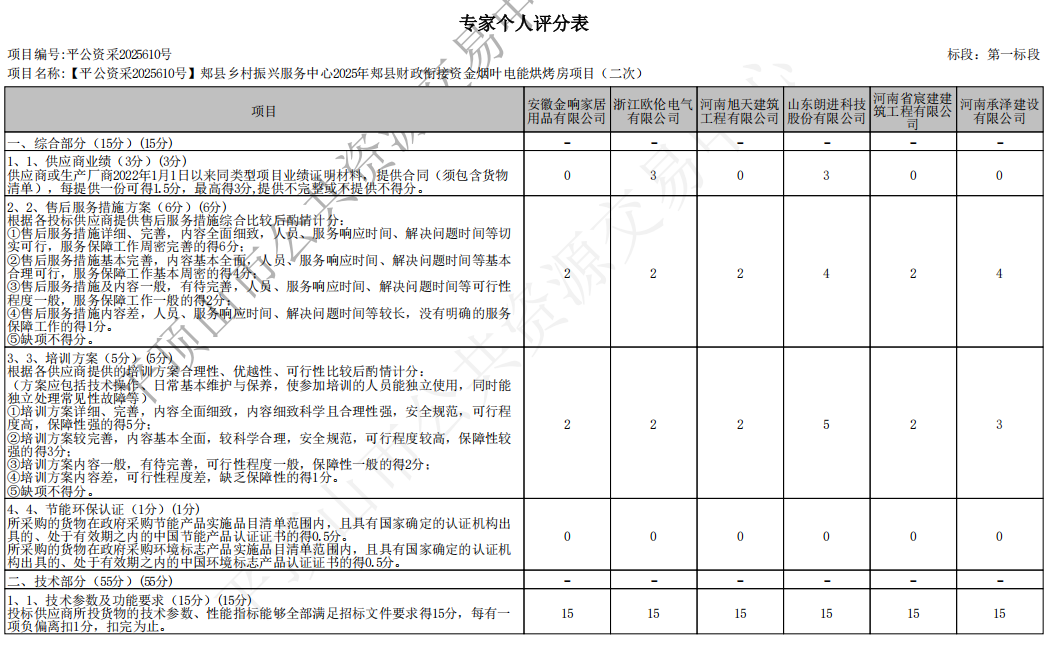 专家个人评分表
项目编号:平公资采2025610号
标段: 第一标段
项目名称:【平公资采2025610号】郏县乡村振兴服务中心2025年郏县财政衔接资金烟叶电能烘烤房项目（二次）
项目
安徽金响家居
用品有限公司
浙江欧伦电气
有限公司
河南旭天建筑
工程有限公司
山东朗进科技
股份有限公司
河南省宸建建
筑工程有限公
司
河南承泽建设
有限公司
一、综合部分（15分）(15分)
- - - - - -
1、1、供应商业绩（3分）(3分)
供应商或生产厂商2022年1月1日以来同类型项目业绩证明材料，提供合同（须包含货物
清单），每提供一份可得1.5分，最高得3分,提供不完整或不提供不得分。
0 3 0 3 0 0
2、2、售后服务措施方案（6分）(6分)
根据各投标供应商提供售后服务措施综合比较后酌情计分:
①售后服务措施详细、完善，内容全面细致，人员、服务响应时间、解决问题时间等切
实可行，服务保障工作周密完善的得6分;
②售后服务措施基本完善，内容基本全面，人员、服务响应时间、解决问题时间等基本
合理可行，服务保障工作基本周密的得4分;
③售后服务措施及内容一般，有待完善，人员、服务响应时间、解决问题时间等可行性
程度一般，服务保障工作一般的得2分;
④售后服务措施内容差，人员、服务响应时间、解决问题时间等较长，没有明确的服务
保障工作的得1分。
⑤缺项不得分。
2 2 2 4 2 4
3、3、培训方案（5分）(5分)
根据各供应商提供的培训方案合理性、优越性、可行性比较后酌情计分:
（方案应包括技术操作、日常基本维护与保养，使参加培训的人员能独立使用，同时能
独立处理常见性故障等）
①培训方案详细、完善，内容全面细致，内容细致科学且合理性强，安全规范，可行程
度高，保障性强的得5分;
②培训方案较完善，内容基本全面，较科学合理，安全规范，可行程度较高，保障性较
强的得3分;
③培训方案内容一般，有待完善，可行性程度一般，保障性一般的得2分;
④培训方案内容差，可行性程度差，缺乏保障性的得1分。
⑤缺项不得分。
2 2 2 5 2 3
4、4、节能环保认证（1分）(1分)
所采购的货物在政府采购节能产品实施品目清单范围内，且具有国家确定的认证机构出
具的、处于有效期之内的中国节能产品认证证书的得0.5分。
所采购的货物在政府采购环境标志产品实施品目清单范围内，且具有国家确定的认证机
构出具的、处于有效期之内的中国环境标志产品认证证书的得0.5分。
0 0 0 0 0 0
二、技术部分（55分）(55分)
- - - - - -
1、1、技术参数及功能要求（15分）(15分)
投标供应商所投货物的技术参数、性能指标能够全部满足招标文件要求得15分，每有一
项负偏离扣1分，扣完为止。
15 15 15 15 15 15
平顶山市公共资源交易中
平顶山市公共资源交易中心